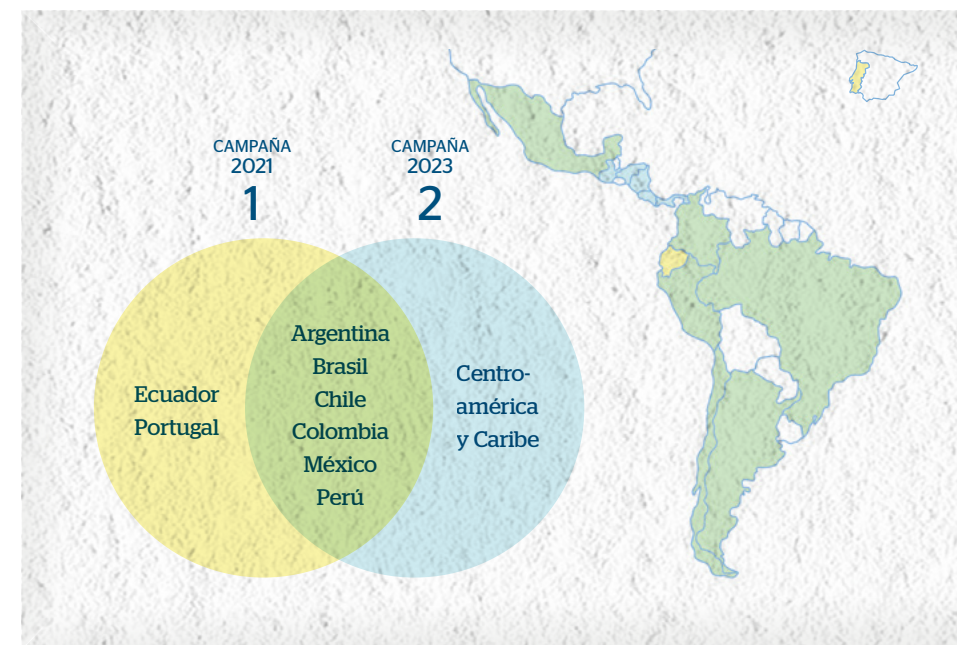 CAMPAÑA
2021
1
CAMPAÑA
2023
2
Ecuador
Portugal
Argentina
Brasil
Chile
Colombia
México
Perú
Centro-
américa
y Caribe